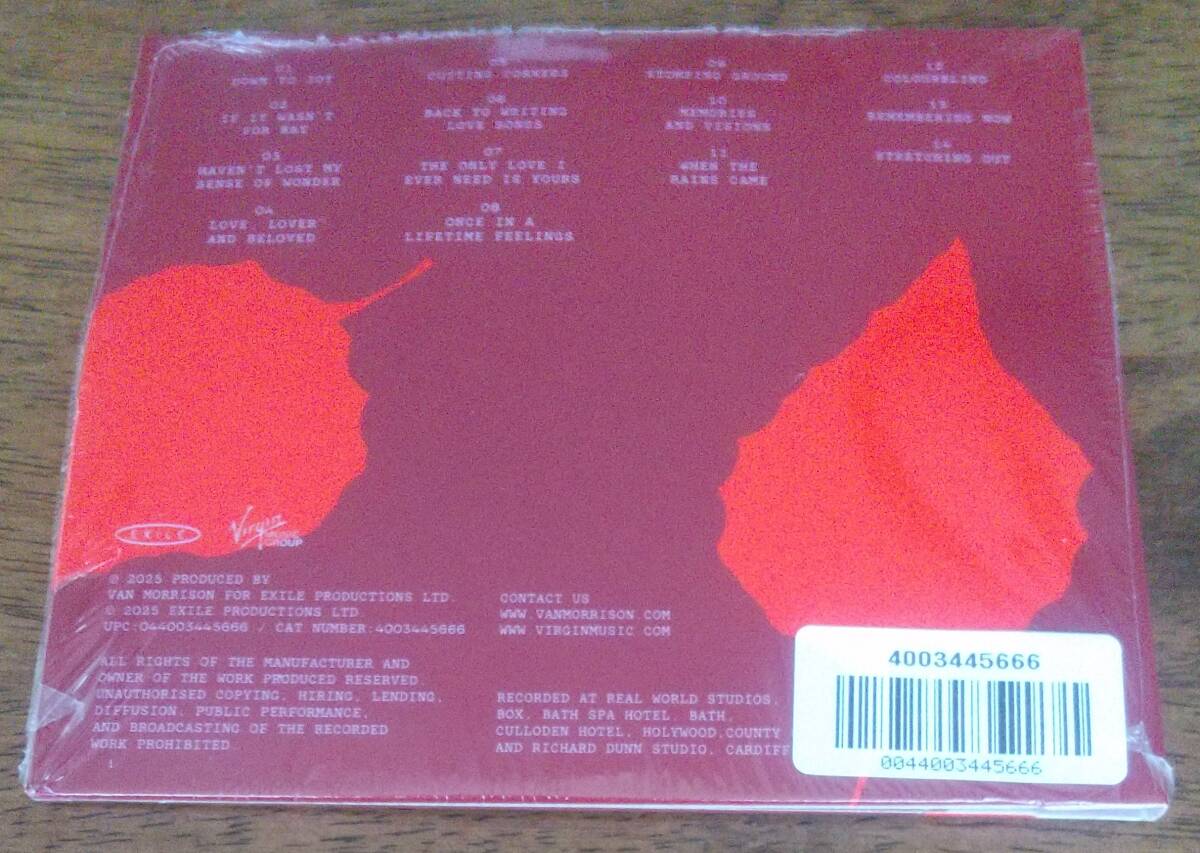 01
DOWN TO JOY
02
IF IT WASN'T
FOR RAY
03
HAVEN'T LOST MY
SENSE OF WONDER
04
LOVE, LOVER
AND BELOVED
05
CUTTING CORNERS
06
BACK TO WRITING
LOVE SONGS
07
THE ONLY LOVE I
EVER NEED IS YOURS
08
ONCE IN A
LIFETIME FEELINGS
09
STOMPING GROUND
10
MEMORIES
AND VISIONS
11
WHEN THE
RAINS CAME
12
COLOURBLIND
13
REMEMBERING NOW
14
STRETCHING OUT
EXILE
Virgin
MUSIC
GROUP
℗ 2025 PRODUCED BY
VAN MORRISON FOR EXILE PRODUCTIONS LTD.
© 2025 EXILE PRODUCTIONS LTD
UPC:044003445666 / CAT NUMBER:4003445666
CONTACT US
WWW.VANMORRISON.COM
WWW.VIRGINMUSIC.COM
ALL RIGHTS OF THE MANUFACTURER AND
OWNER OF THE WORK PRODUCED RESERVED.
UNAUTHORISED COPYING, HIRING, LENDING,
DIFFUSION, PUBLIC PERFORMANCE,
AND BROADCASTING OF THE RECORDED
WORK PROHIBITED.
RECORDED AT REAL WORLD STUDIOS,
BOX, BATH SPA HOTEL, BATH,
CULLODEN HOTEL, HOLYWOOD,COUNTY
AND RICHARD DUNN STUDIO, CARDIFF
4003445666
0044003445666